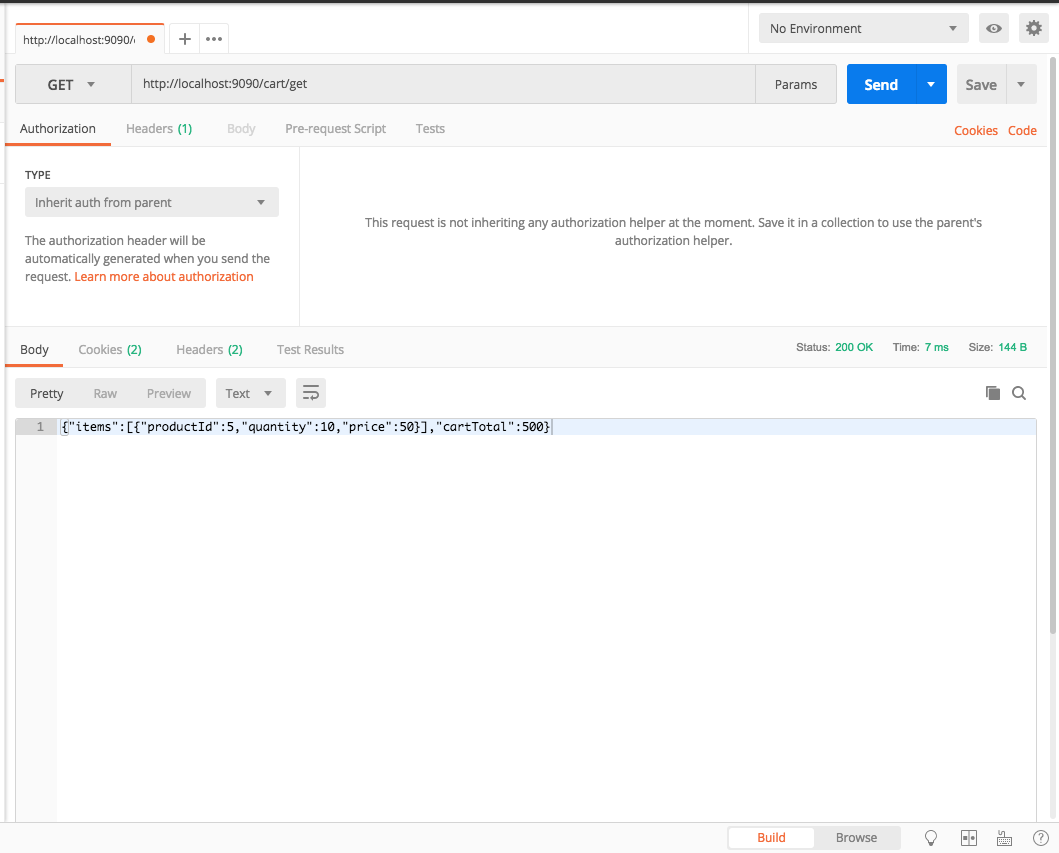 http://localhost:9090/
No Environment
GET
http://localhost:9090/cart/get
Params
Send
Save
Authorization
Headers (1)
Body
Pre-request Script
Tests
Cookies
Code
TYPE
Inherit auth from parent
The authorization header will be
automatically generated when you send the
request. Learn more about authorization
This request is not inheriting any authorization helper at the moment. Save it in a collection to use the parent's
authorization helper.
Body
Cookies (2)
Headers (2)
Test Results
Status: 200 OK
Time: 7 ms
Size: 144 B
Pretty
Raw
Preview
Text
1
{"items":[{"productId":5,"quantity":10,"price":50}],"cartTotal":500}
Build
Browse